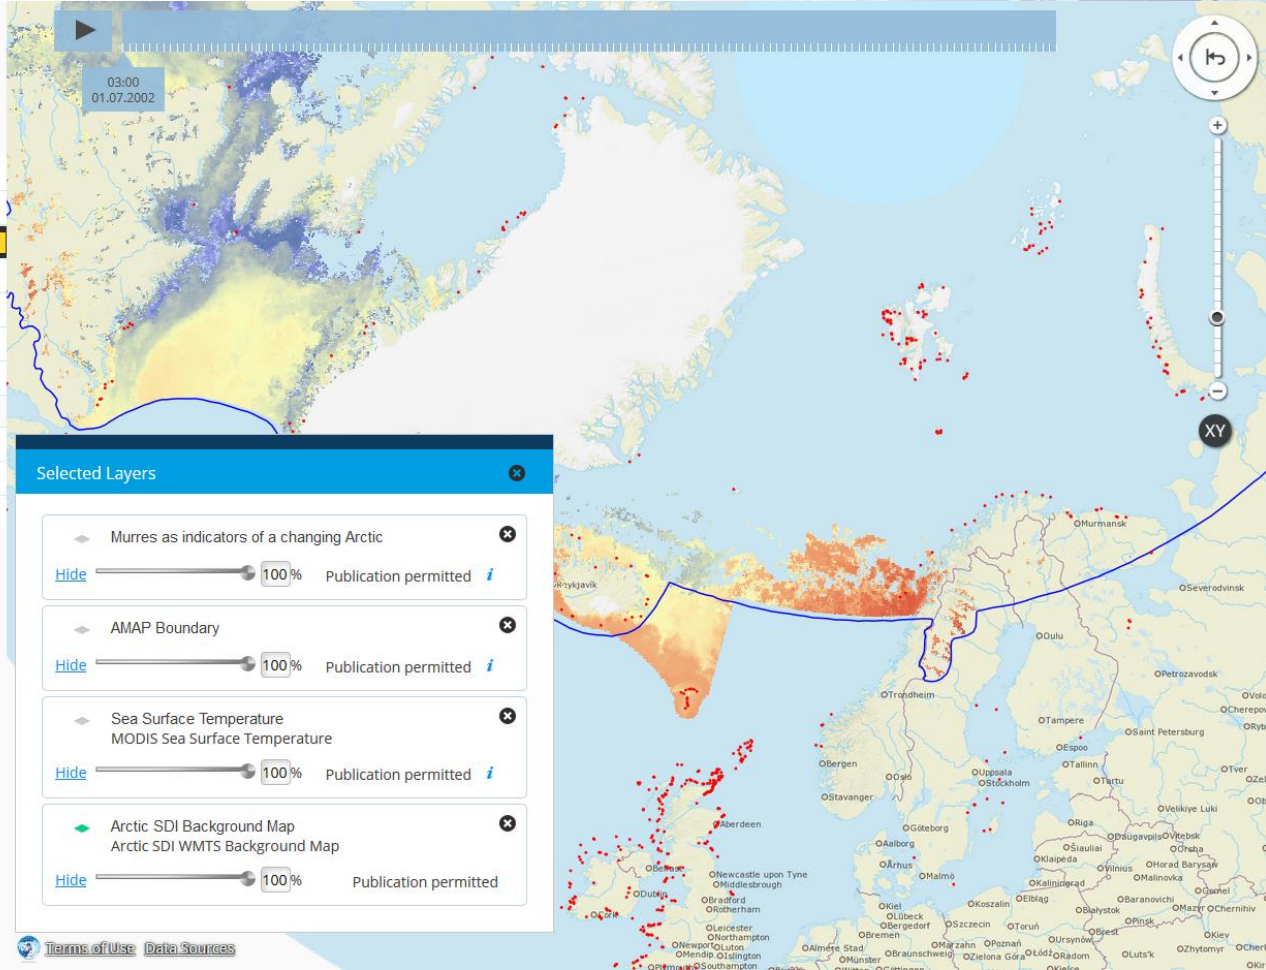 03:00
01.07.2002
XY
Selected Layers
Murres as indicators of a changing Arctic
Hide 100 % Publication permitted i
AMAP Boundary
Hide 100 % Publication permitted i
Sea Surface Temperature
MODIS Sea Surface Temperature
Hide 100 % Publication permitted i
Arctic SDI Background Map
Arctic SDI WMTS Background Map
Hide 100 % Publication permitted
Terms of Use Data Sources
Murmansk
Severodvinsk
Oulu
Petrozavodsk
Trondheim
Tampere
Saint Petersburg
Espoo
Bergen
Tallinn
Oslo
Uppsala
Stockholm
Tartu
Tver
Stavanger
Velikiye Luki
Aberdeen
Göteborg
Riga
Daugavpils
Vitebsk
Aalborg
Šiauliai
Orsha
Århus
Klaipėda
Vilnius
Horad Barysaw
Newcastle upon Tyne
Malmö
Malinovka
Middlesbrough
Kaliningrad
Dublin
Bradford
Elbląg
Baranovichi
Rotherham
Kiel
Koszalin
Białystok
Mazyr
Chernihiv
Cork
Lübeck
Pinsk
Leicester
Bergedorf
Szczecin
Toruń
Brest
Northampton
Bremen
Kiev
Newport
Luton
Almere Stad
Poznań
Zhytomyr
Islington
Braunschweig
Zielona Góra
Łódź
Radom
Luts'k
Münster
Southampton